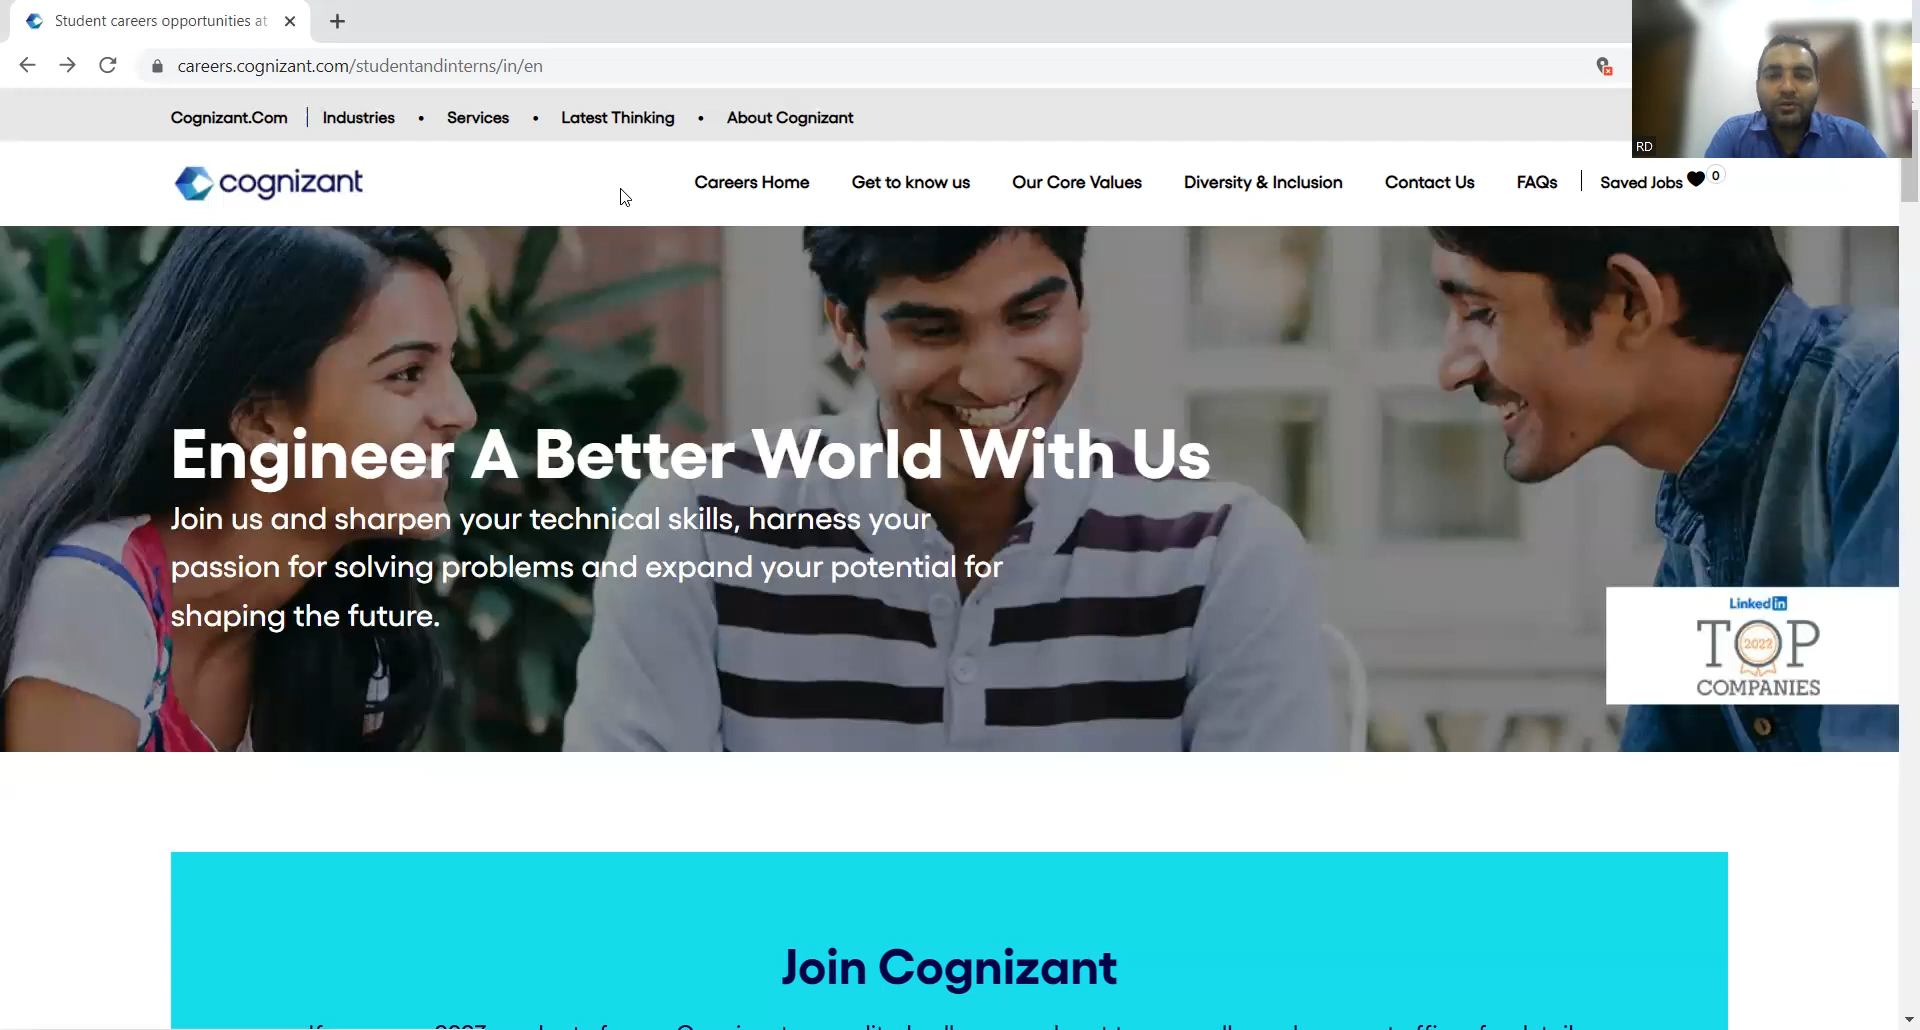 Student careers opportunities at
careers.cognizant.com/studentandinterns/in/en
Cognizant.Com Industries • Services • Latest Thinking • About Cognizant
RD
cognizant
Careers Home Get to know us Our Core Values Diversity & Inclusion Contact Us FAQs Saved Jobs 0
Engineer A Better World With Us
Join us and sharpen your technical skills, harness your
passion for solving problems and expand your potential for
shaping the future.
Linked in
TOP
2022
COMPANIES
Join Cognizant